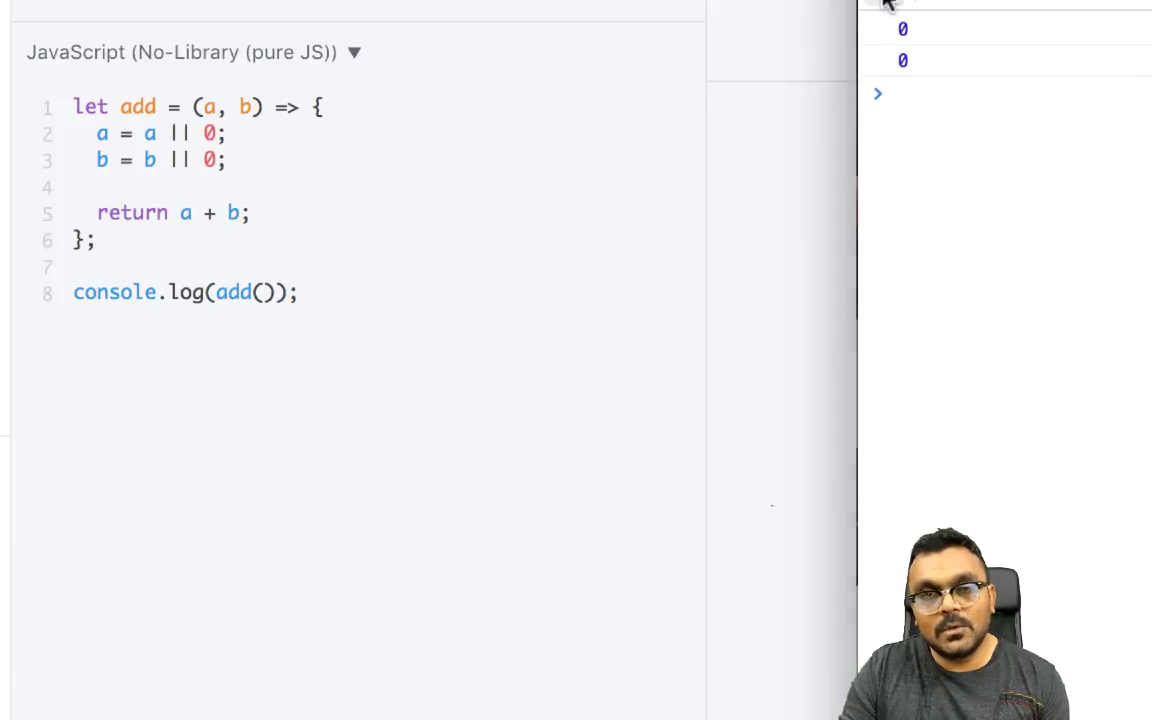 JavaScript (No-Library (pure JS)) ▼
1 let add = (a, b) => {
2 a = a || 0;
3 b = b || 0;
4
5 return a + b;
6 };
7
8 console.log(add());
0
0
>